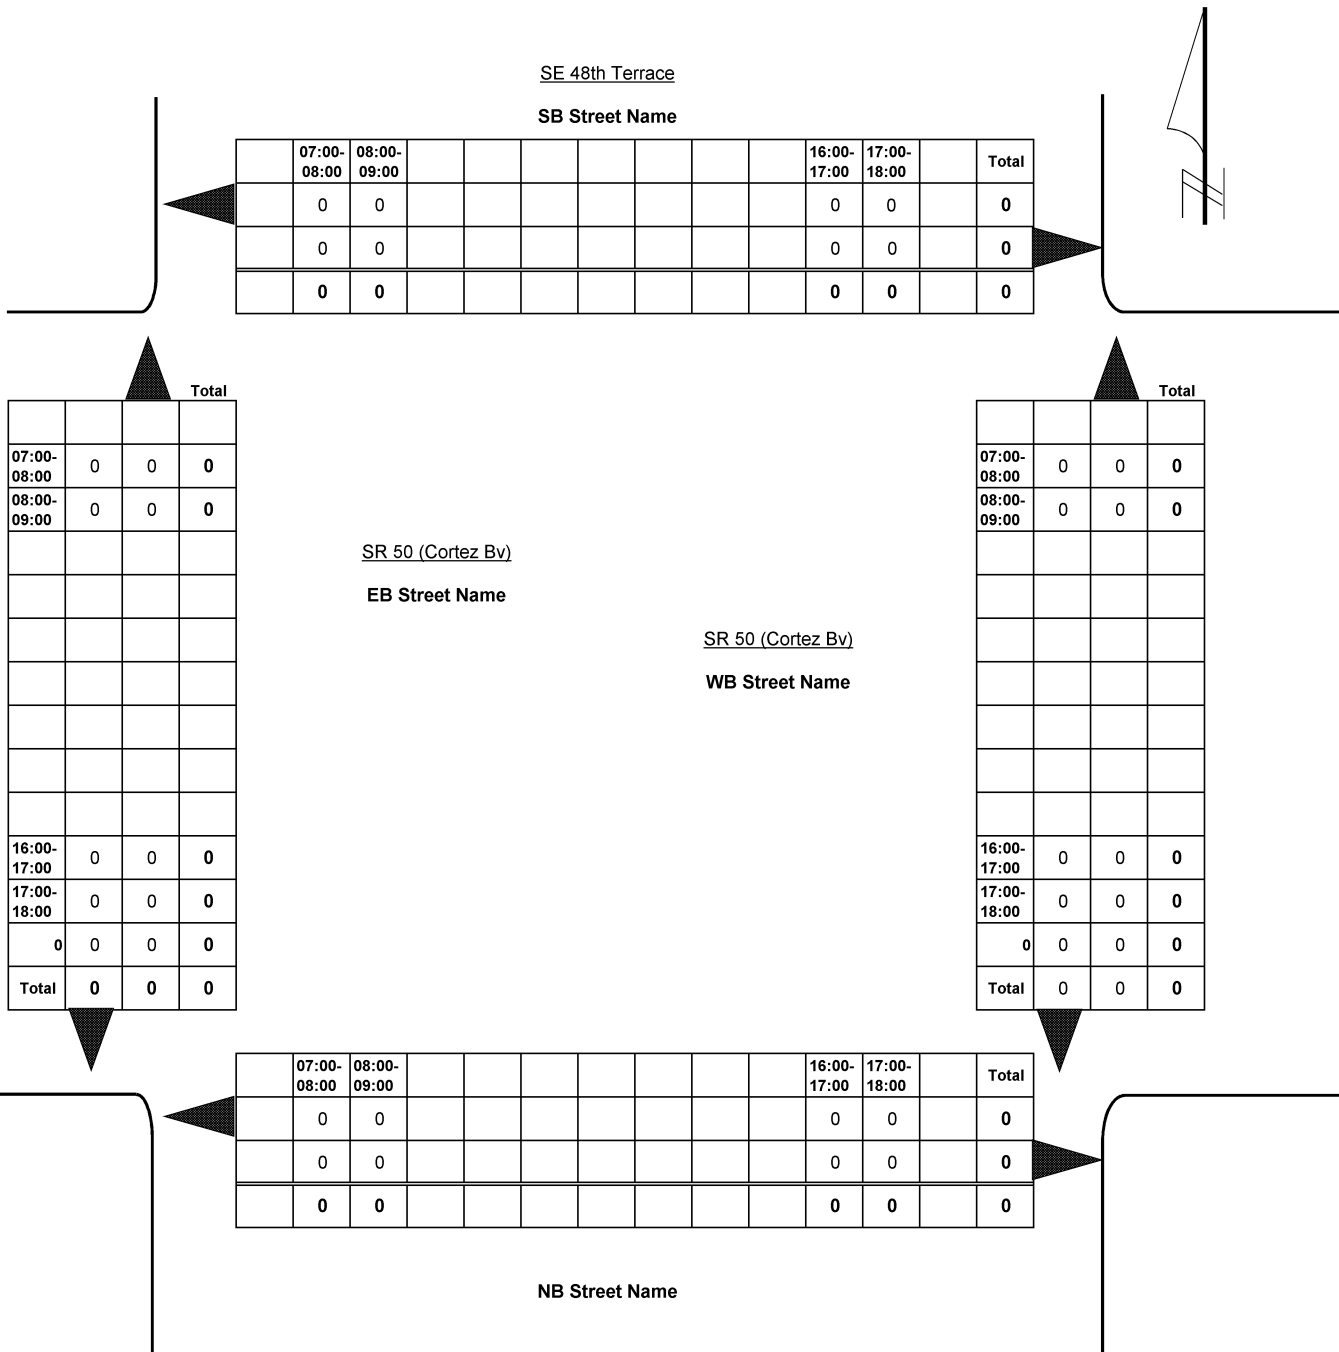 SE 48th Terrace
SB Street Name
07:00- 08:00- 16:00- 17:00- Total
08:00 09:00 17:00 18:00
0 0 0 0 0
0 0 0 0 0
0 0 0 0 0
Total
07:00-
08:00 0 0 0
08:00-
09:00 0 0 0
16:00-
17:00 0 0 0
17:00-
18:00 0 0 0
0 0 0 0
Total 0 0 0
SR 50 (Cortez Bv)
EB Street Name
SR 50 (Cortez Bv)
WB Street Name
Total
07:00-
08:00 0 0 0
08:00-
09:00 0 0 0
16:00-
17:00 0 0 0
17:00-
18:00 0 0 0
0 0 0 0
Total 0 0 0
07:00- 08:00- 16:00- 17:00- Total
08:00 09:00 17:00 18:00
0 0 0 0 0
0 0 0 0 0
0 0 0 0 0
NB Street Name